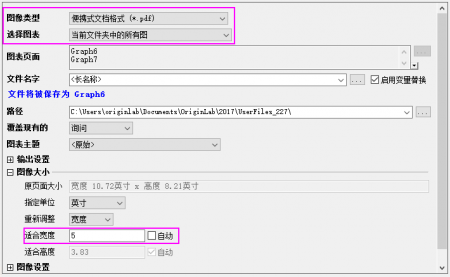 图像类型 便携式文档格式 (*.pdf)
选择图表 当前文件夹中的所有图
图表页面 Graph6
Graph7
文件名字 <长名称> ... 启用变量替换
文件将被保存为 Graph6
路径 C:\Users\originlab\Documents\OriginLab\2017\UserFiles_227\ ...
覆盖现有的 询问
图表主题 <原始>
输出设置
图像大小
原页面大小 宽度 10.72英寸 x 高度 8.21英寸
指定单位 英寸
重新调整 宽度
适合宽度 5 自动
适合高度 3.83 自动
图像设置